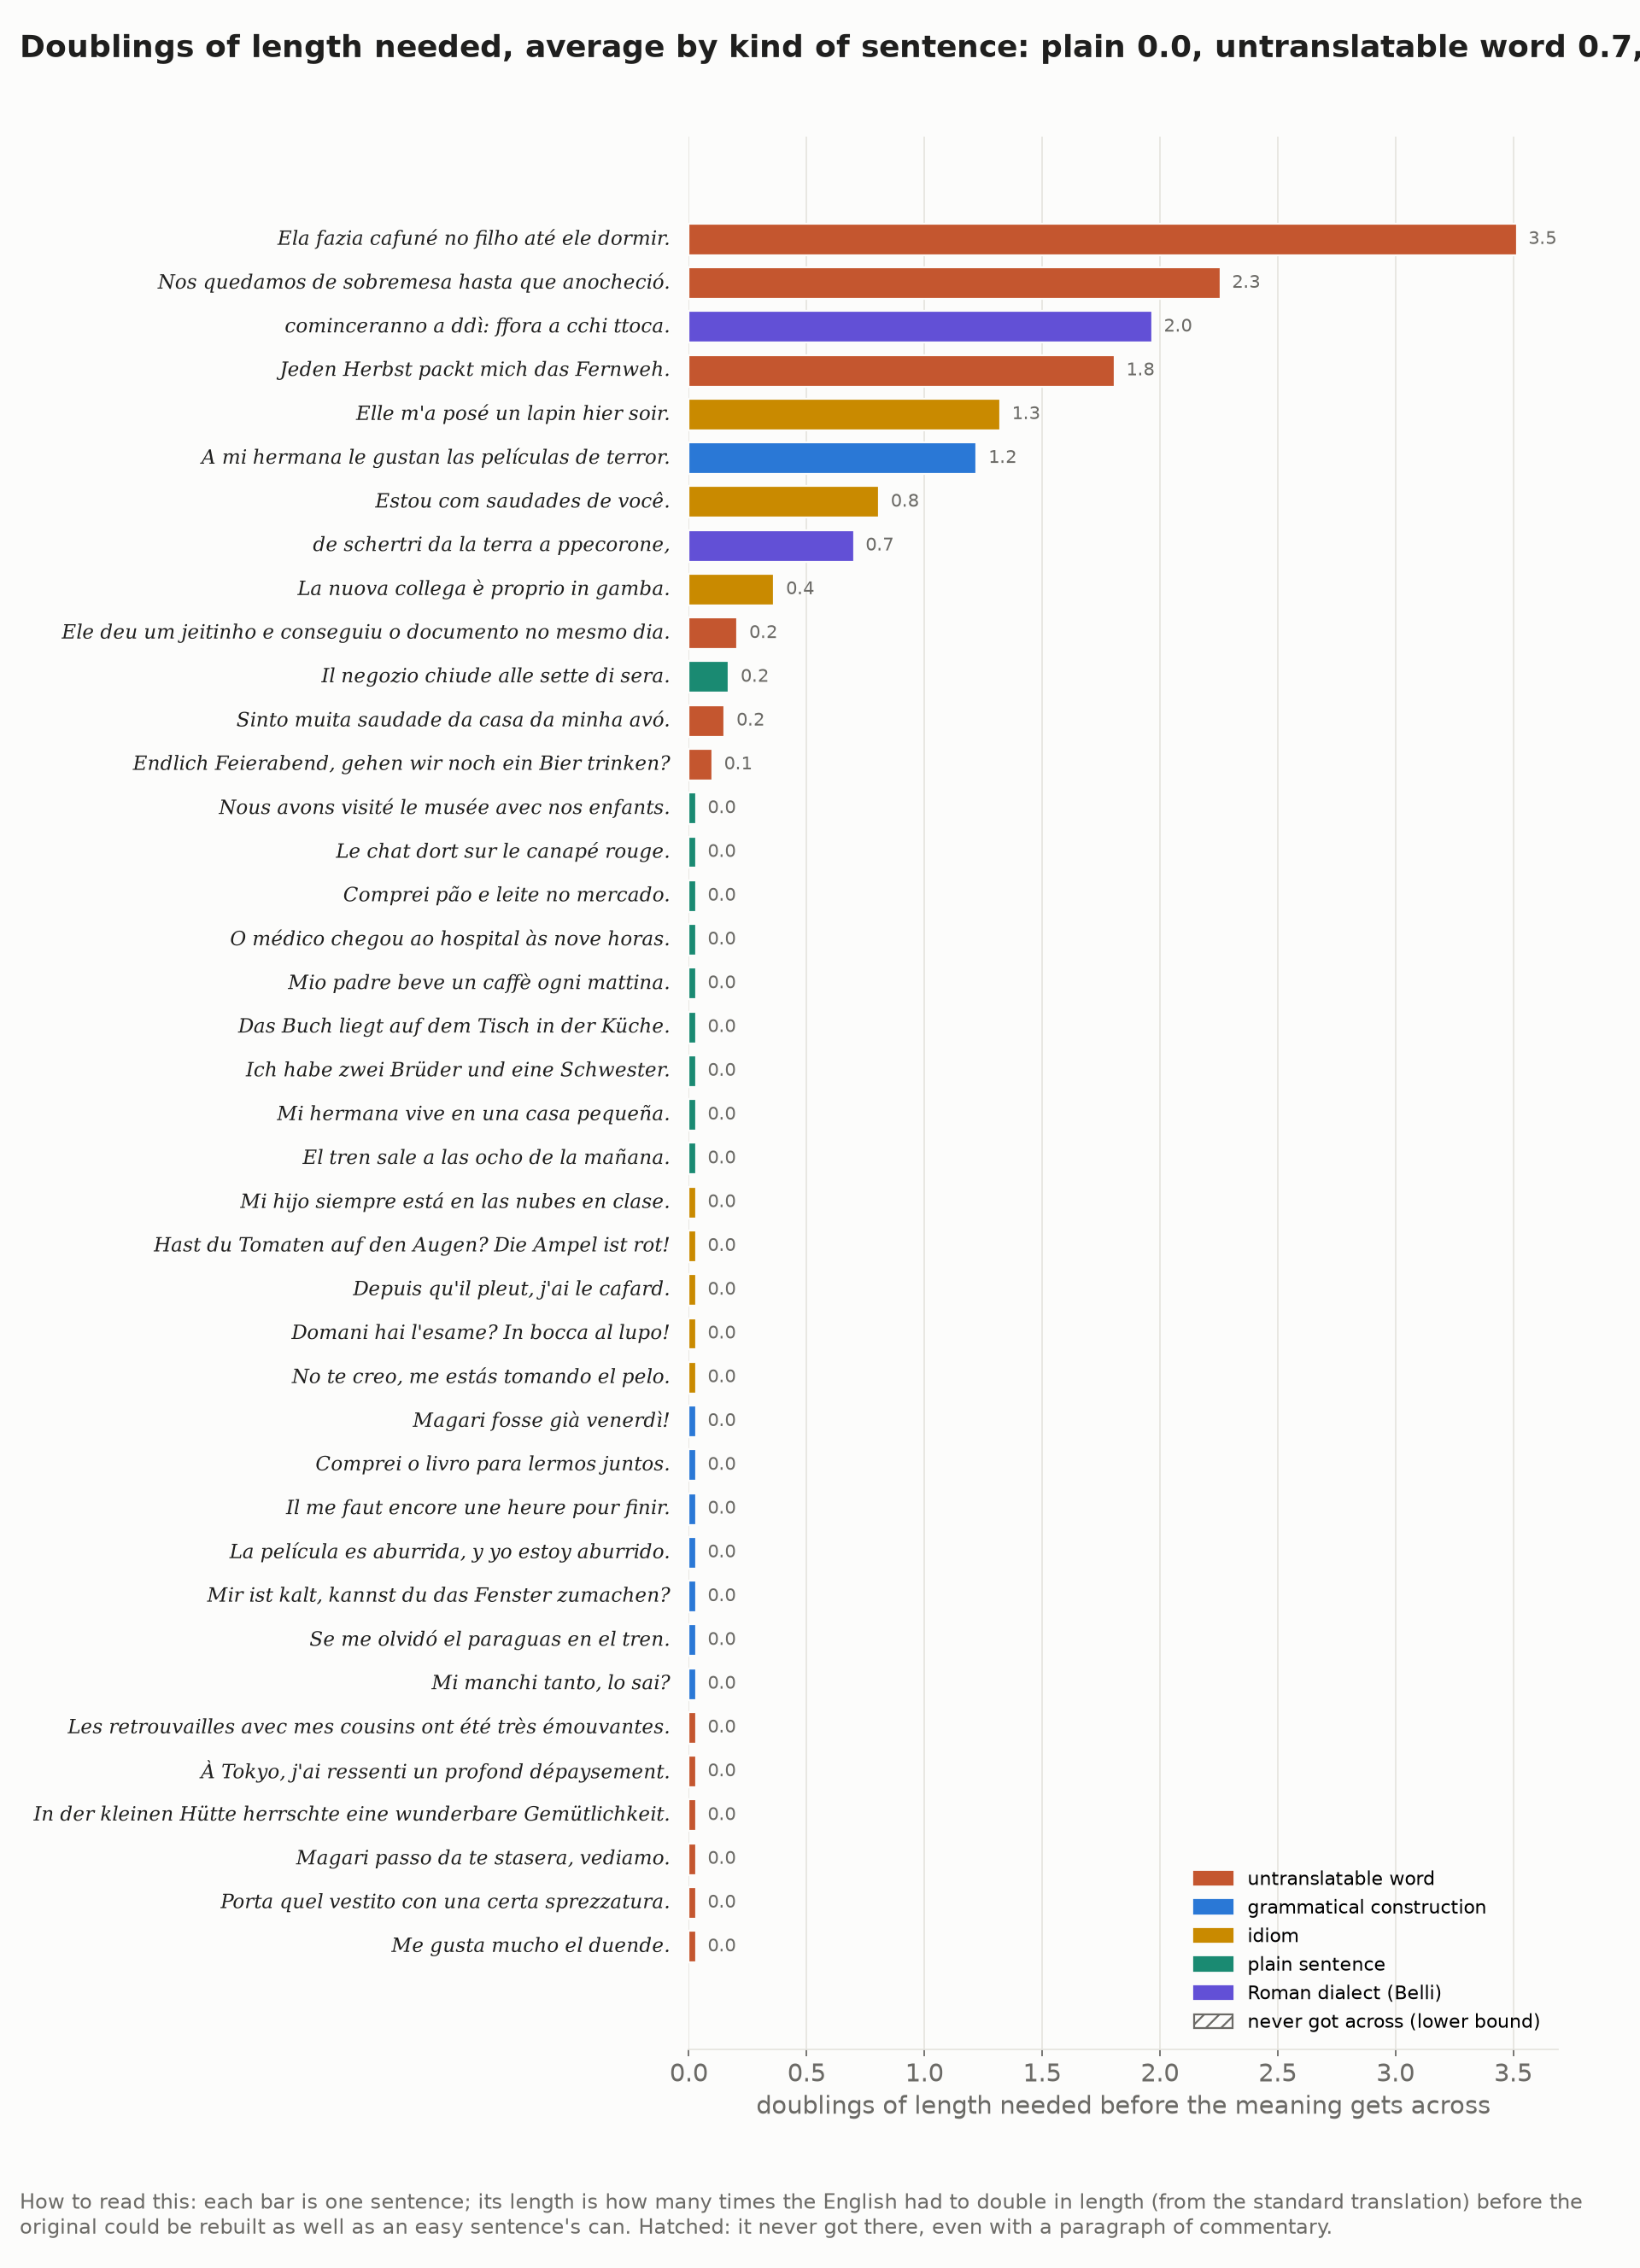 Doublings of length needed, average by kind of sentence: plain 0.0, untranslatable word 0.7,
Ela fazia cafuné no filho até ele dormir. 3.5
Nos quedamos de sobremesa hasta que anocheció. 2.3
cominceranno a ddì: ffora a cchi ttoca. 2.0
Jeden Herbst packt mich das Fernweh. 1.8
Elle m'a posé un lapin hier soir. 1.3
A mi hermana le gustan las películas de terror. 1.2
Estou com saudades de você. 0.8
de schertri da la terra a ppecorone, 0.7
La nuova collega è proprio in gamba. 0.4
Ele deu um jeitinho e conseguiu o documento no mesmo dia. 0.2
Il negozio chiude alle sette di sera. 0.2
Sinto muita saudade da casa da minha avó. 0.2
Endlich Feierabend, gehen wir noch ein Bier trinken? 0.1
Nous avons visité le musée avec nos enfants. 0.0
Le chat dort sur le canapé rouge. 0.0
Comprei pão e leite no mercado. 0.0
O médico chegou ao hospital às nove horas. 0.0
Mio padre beve un caffè ogni mattina. 0.0
Das Buch liegt auf dem Tisch in der Küche. 0.0
Ich habe zwei Brüder und eine Schwester. 0.0
Mi hermana vive en una casa pequeña. 0.0
El tren sale a las ocho de la mañana. 0.0
Mi hijo siempre está en las nubes en clase. 0.0
Hast du Tomaten auf den Augen? Die Ampel ist rot! 0.0
Depuis qu'il pleut, j'ai le cafard. 0.0
Domani hai l'esame? In bocca al lupo! 0.0
No te creo, me estás tomando el pelo. 0.0
Magari fosse già venerdì! 0.0
Comprei o livro para lermos juntos. 0.0
Il me faut encore une heure pour finir. 0.0
La película es aburrida, y yo estoy aburrido. 0.0
Mir ist kalt, kannst du das Fenster zumachen? 0.0
Se me olvidó el paraguas en el tren. 0.0
Mi manchi tanto, lo sai? 0.0
Les retrouvailles avec mes cousins ont été très émouvantes. 0.0
À Tokyo, j'ai ressenti un profond dépaysement. 0.0
In der kleinen Hütte herrschte eine wunderbare Gemütlichkeit. 0.0
Magari passo da te stasera, vediamo. 0.0
Porta quel vestito con una certa sprezzatura. 0.0
Me gusta mucho el duende. 0.0
untranslatable word
grammatical construction
idiom
plain sentence
Roman dialect (Belli)
never got across (lower bound)
0.0 0.5 1.0 1.5 2.0 2.5 3.0 3.5
doublings of length needed before the meaning gets across
How to read this: each bar is one sentence; its length is how many times the English had to double in length (from the standard translation) before the
original could be rebuilt as well as an easy sentence's can. Hatched: it never got there, even with a paragraph of commentary.